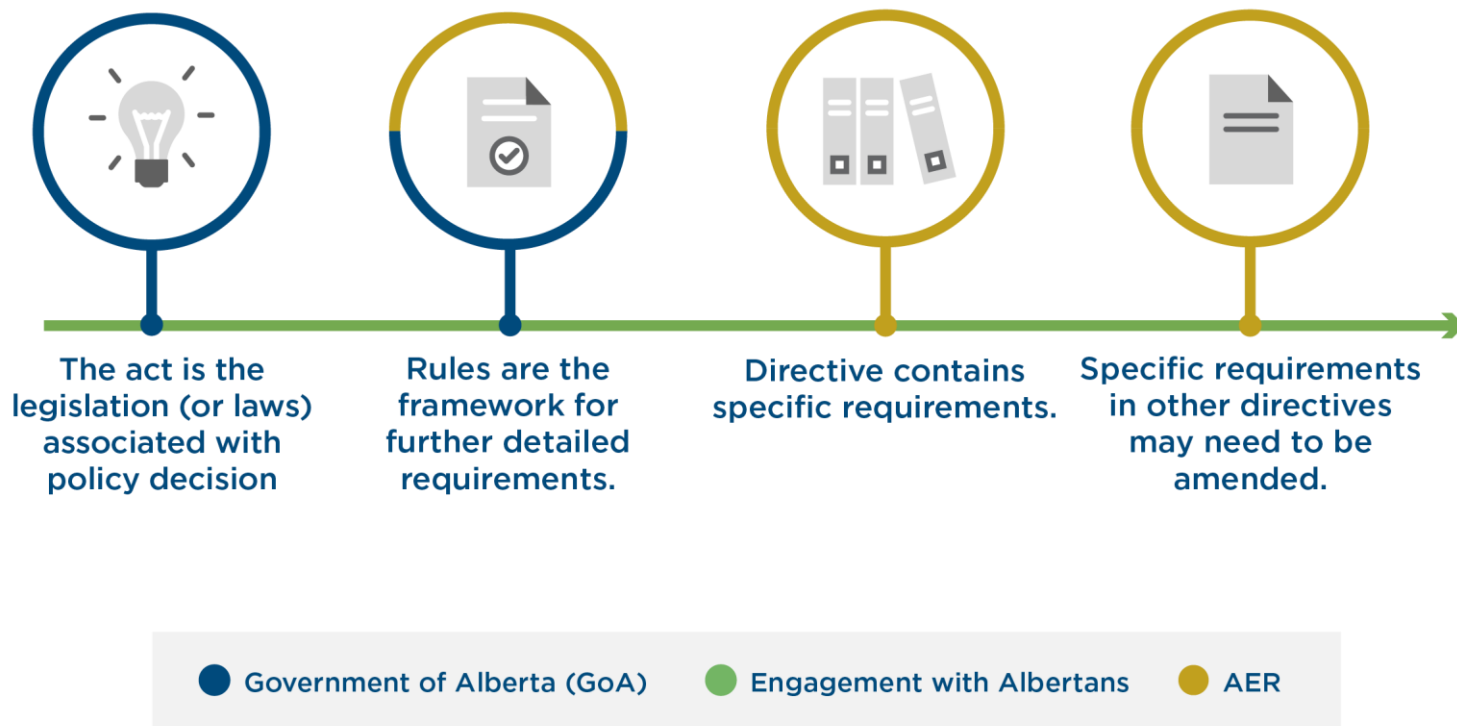 The act is the
legislation (or laws)
associated with
policy decision
Rules are the
framework for
further detailed
requirements.
Directive contains
specific requirements.
Specific requirements
in other directives
may need to be
amended.
Government of Alberta (GoA)
Engagement with Albertans
AER